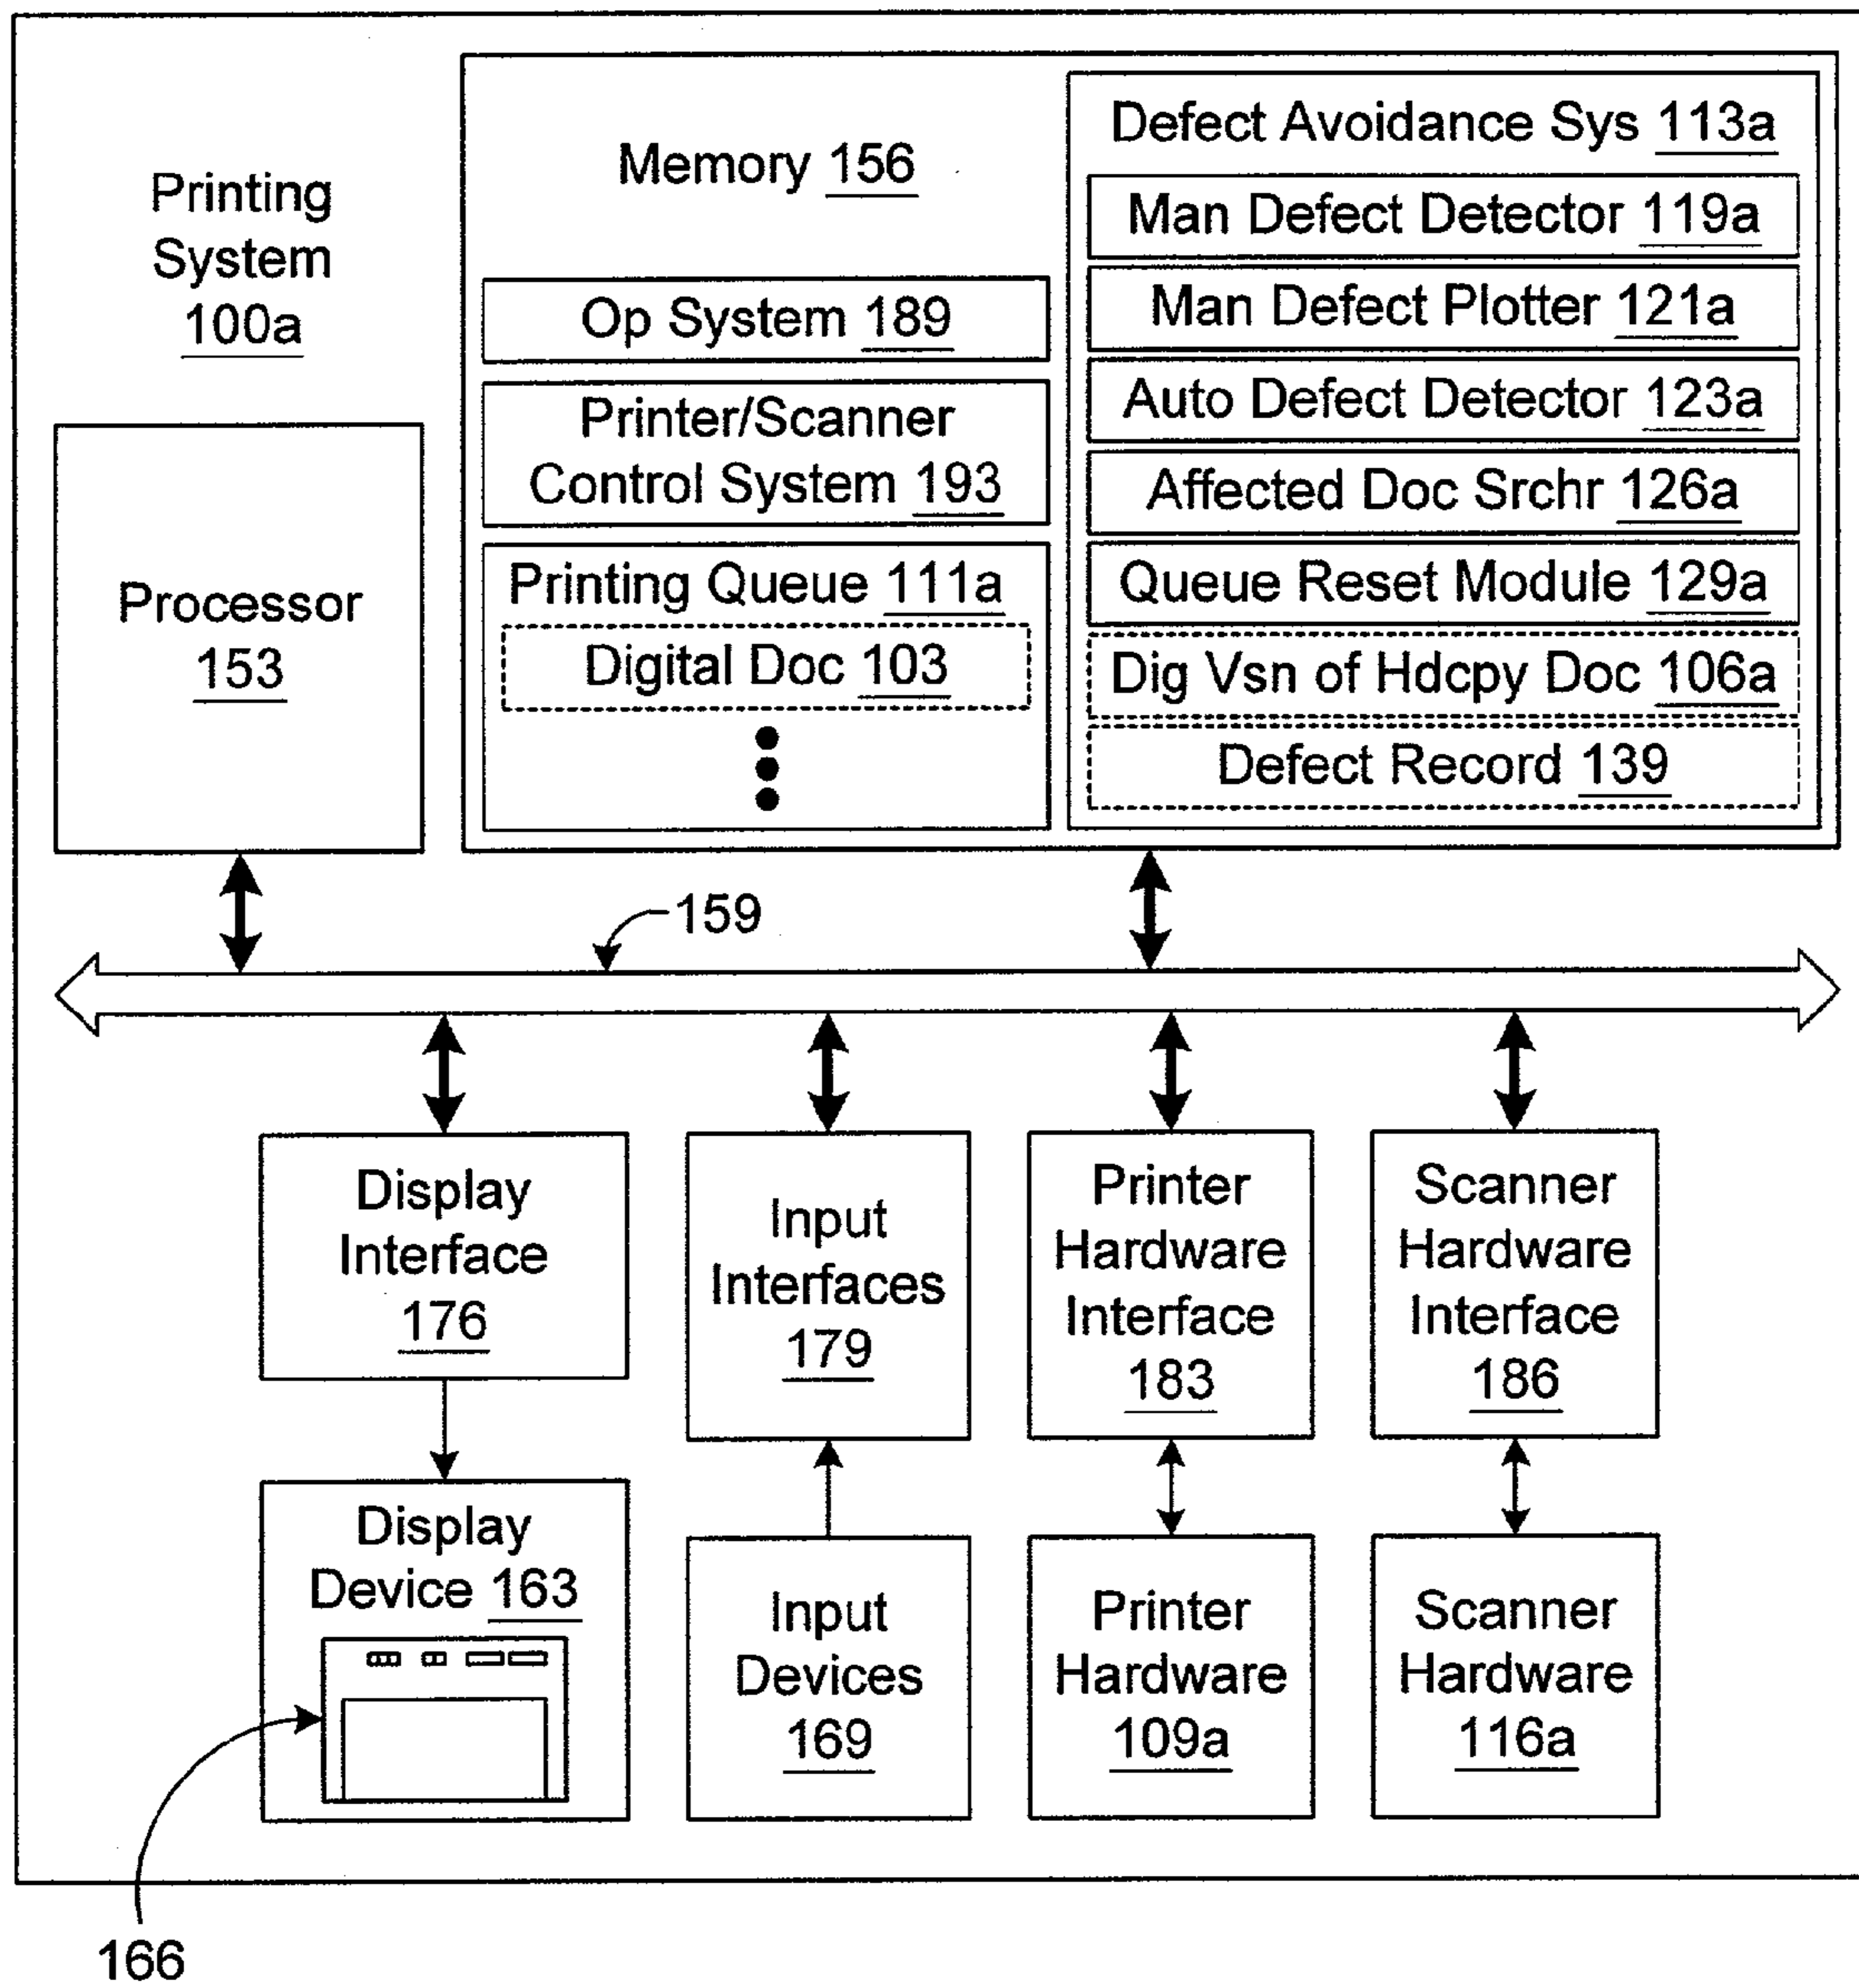 Printing
System
100a
Processor
153
Memory 156
Op System 189
Printer/Scanner
Control System 193
Printing Queue 111a
Digital Doc 103
Defect Avoidance Sys 113a
Man Defect Detector 119a
Man Defect Plotter 121a
Auto Defect Detector 123a
Affected Doc Srchr 126a
Queue Reset Module 129a
Dig Vsn of Hdcpy Doc 106a
Defect Record 139
159
Display
Interface
176
Input
Interfaces
179
Printer
Hardware
Interface
183
Scanner
Hardware
Interface
186
Display
Device 163
Input
Devices
169
Printer
Hardware
109a
Scanner
Hardware
116a
166